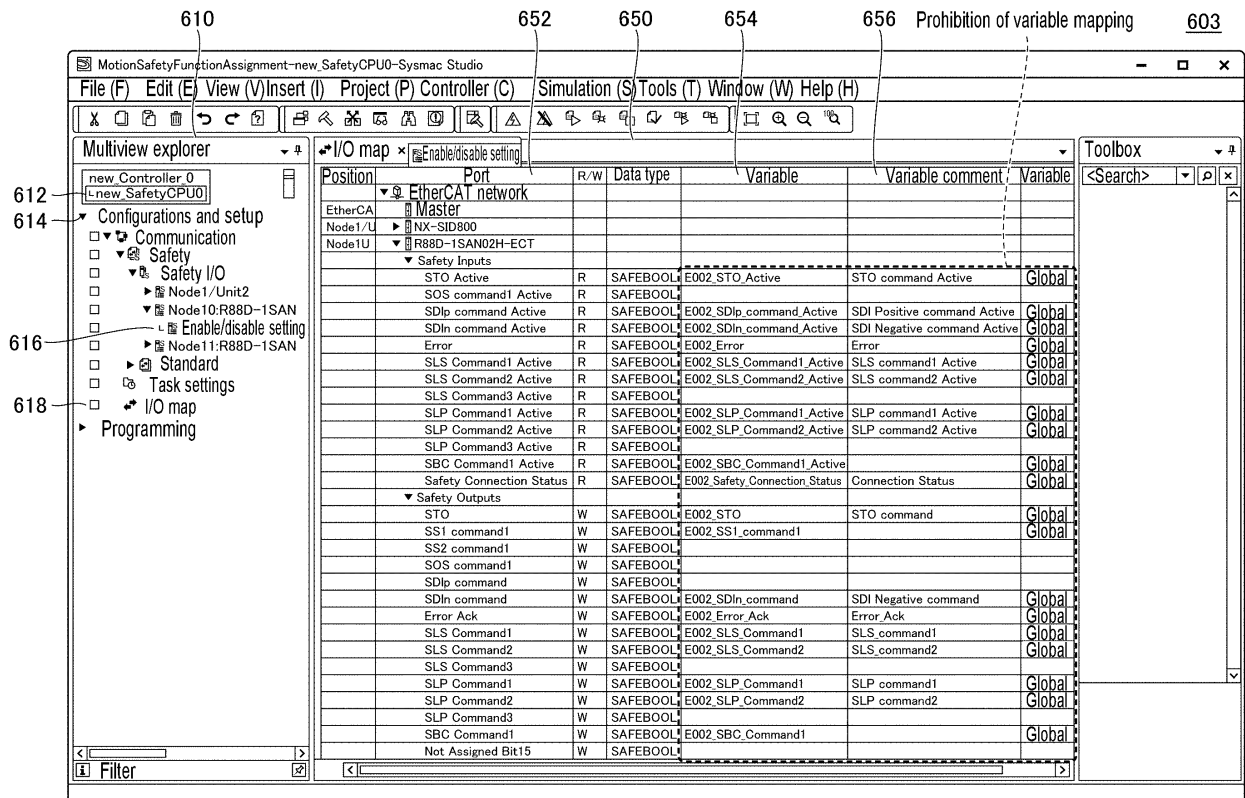 610 652 650 654 656 Prohibition of variable mapping 603
MotionSafetyFunctionAssignment-new_SafetyCPU0-Sysmac Studio
File (F) Edit (E) View (V)Insert (I) Project (P) Controller (C) Simulation (S)Tools (T) Window (W) Help (H)
Multiview explorer
new_Controller_0
612 new_SafetyCPU0
614 Configurations and setup
Communication
Safety
Safety I/O
Node1/Unit2
Node10:R88D-1SAN
616 Enable/disable setting
Node11:R88D-1SAN
Standard
Task settings
618 I/O map
Programming
Filter
I/O map × Enable/disable setting
Position Port R/W Data type Variable Variable comment Variable
EtherCAT network
EtherCA Master
Node1/U NX-SID800
Node1U R88D-1SAN02H-ECT
Safety Inputs
STO Active R SAFEBOOL E002_STO_Active STO command Active Global
SOS command1 Active R SAFEBOOL
SDIp command Active R SAFEBOOL E002_SDIp_command_Active SDI Positive command Active Global
SDIn command Active R SAFEBOOL E002_SDIn_command_Active SDI Negative command Active Global
Error R SAFEBOOL E002_Error Error Global
SLS Command1 Active R SAFEBOOL E002_SLS_Command1_Active SLS command1 Active Global
SLS Command2 Active R SAFEBOOL E002_SLS_Command2_Active SLS command2 Active Global
SLS Command3 Active R SAFEBOOL
SLP Command1 Active R SAFEBOOL E002_SLP_Command1_Active SLP command1 Active Global
SLP Command2 Active R SAFEBOOL E002_SLP_Command2_Active SLP command2 Active Global
SLP Command3 Active R SAFEBOOL
SBC Command1 Active R SAFEBOOL E002_SBC_Command1_Active Global
Safety Connection Status R SAFEBOOL E002_Safety_Connection_Status Connection Status Global
Safety Outputs
STO W SAFEBOOL E002_STO STO command Global
SS1 command1 W SAFEBOOL E002_SS1_command1 Global
SS2 command1 W SAFEBOOL
SOS command1 W SAFEBOOL
SDIp command W SAFEBOOL
SDIn command W SAFEBOOL E002_SDIn_command SDI Negative command Global
Error Ack W SAFEBOOL E002_Error_Ack Error_Ack Global
SLS Command1 W SAFEBOOL E002_SLS_Command1 SLS_command1 Global
SLS Command2 W SAFEBOOL E002_SLS_Command2 SLS_command2 Global
SLS Command3 W SAFEBOOL
SLP Command1 W SAFEBOOL E002_SLP_Command1 SLP command1 Global
SLP Command2 W SAFEBOOL E002_SLP_Command2 SLP command2 Global
SLP Command3 W SAFEBOOL
SBC Command1 W SAFEBOOL E002_SBC_Command1 Global
Not Assigned Bit15 W SAFEBOOL
Toolbox
<Search>